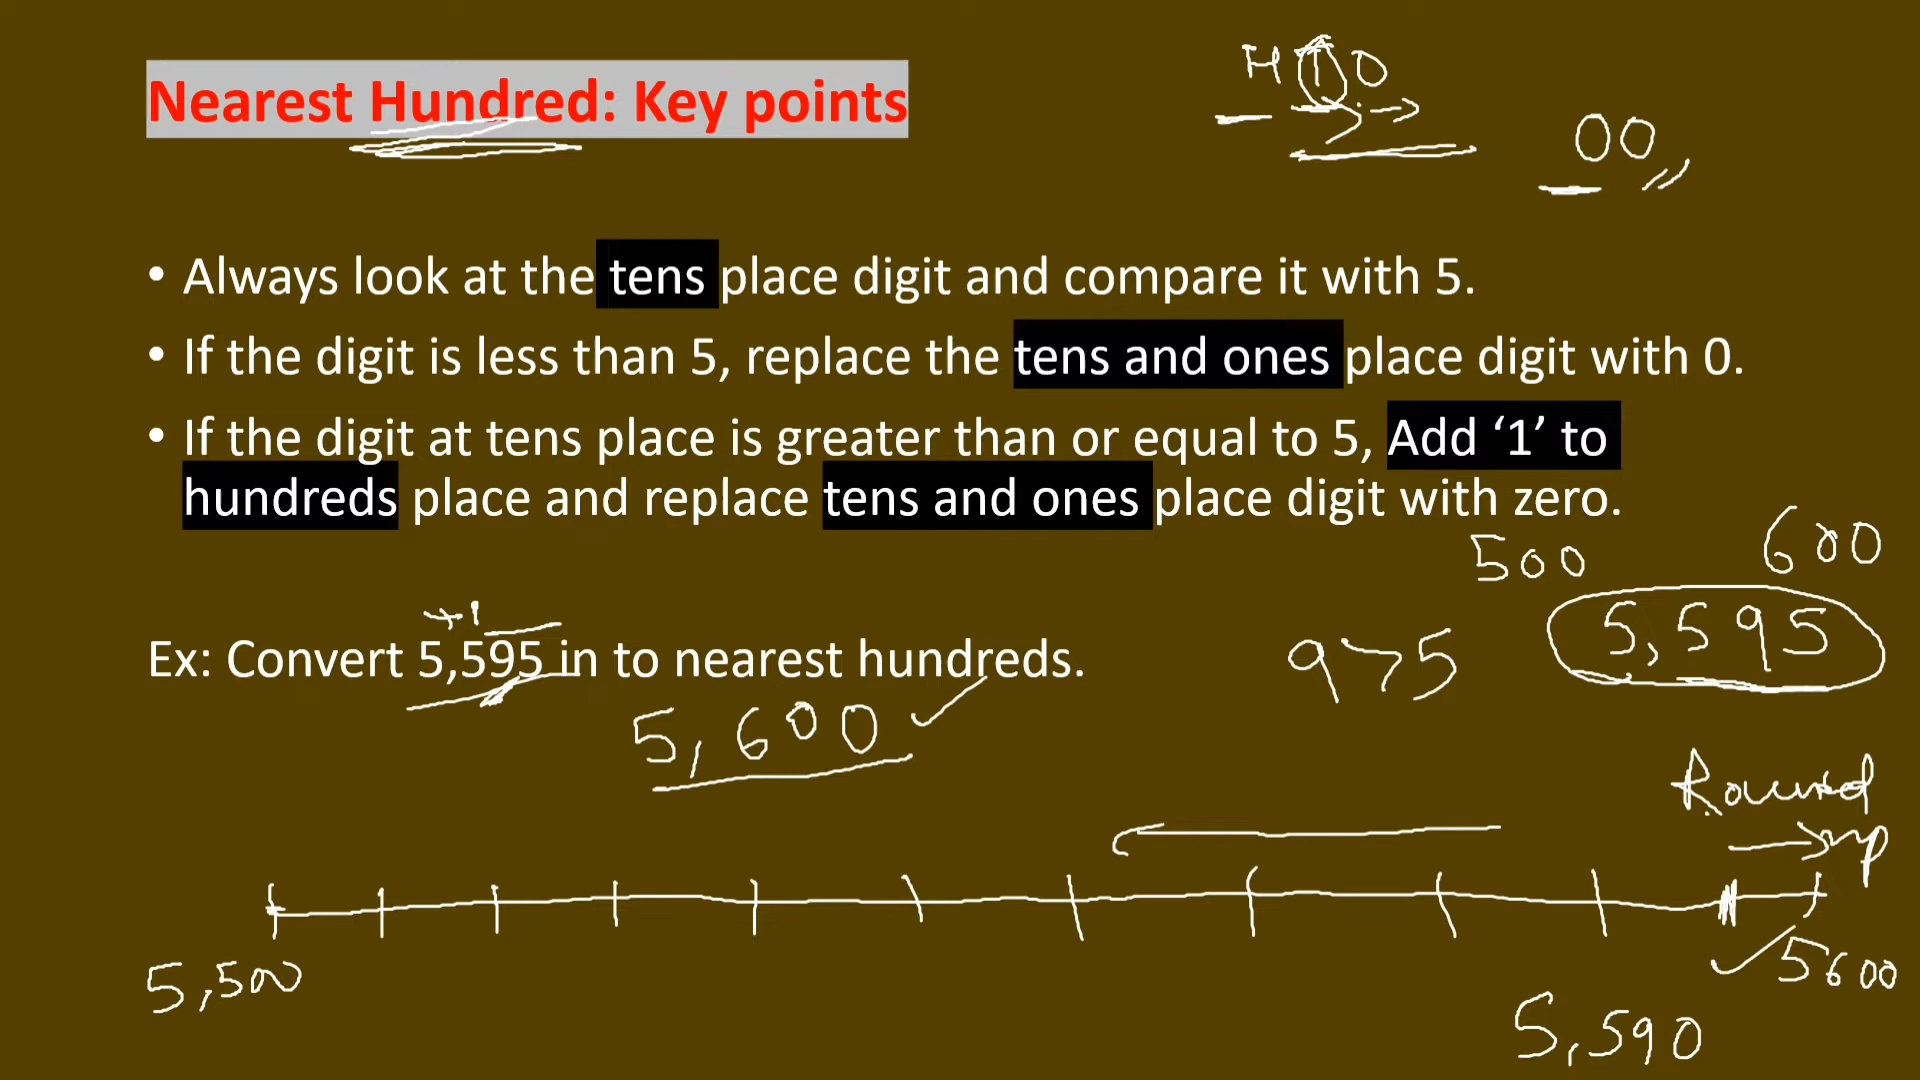 Nearest Hundred: Key points
H T O
00,,
• Always look at the tens place digit and compare it with 5.
• If the digit is less than 5, replace the tens and ones place digit with 0.
• If the digit at tens place is greater than or equal to 5, Add ‘1’ to
hundreds place and replace tens and ones place digit with zero.
500 600
+1
Ex: Convert 5,595 in to nearest hundreds.
9 > 5
5,595
5,600
Rounded
up
5,500
5600
5,590